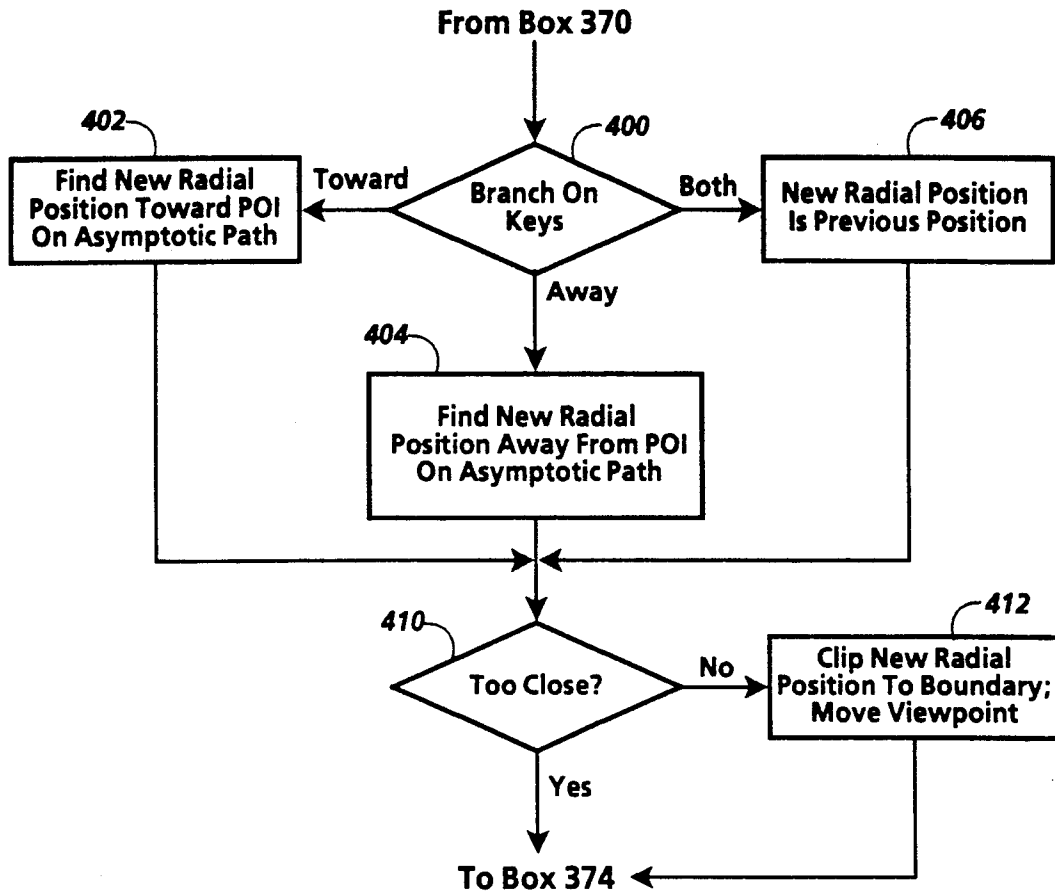 From Box 370
402
400
406
Find New Radial
Position Toward POI
On Asymptotic Path
Toward
Branch On
Keys
Both
New Radial Position
Is Previous Position
Away
404
Find New Radial
Position Away From POI
On Asymptotic Path
410
412
Too Close?
No
Clip New Radial
Position To Boundary;
Move Viewpoint
Yes
To Box 374